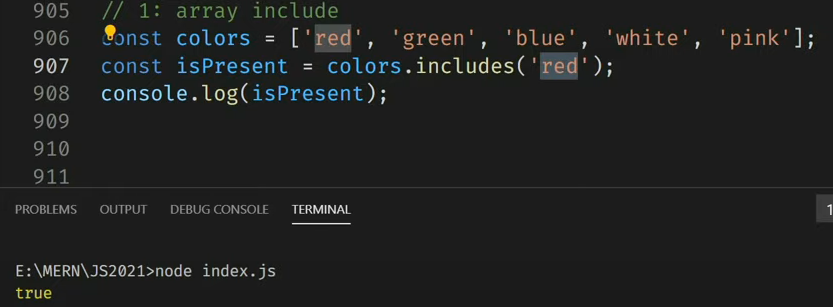 905 // 1: array include
906 const colors = ['red', 'green', 'blue', 'white', 'pink'];
907 const isPresent = colors.includes('red');
908 console.log(isPresent);
909
910
911
PROBLEMS OUTPUT DEBUG CONSOLE TERMINAL 1
E:\MERN\JS2021>node index.js
true